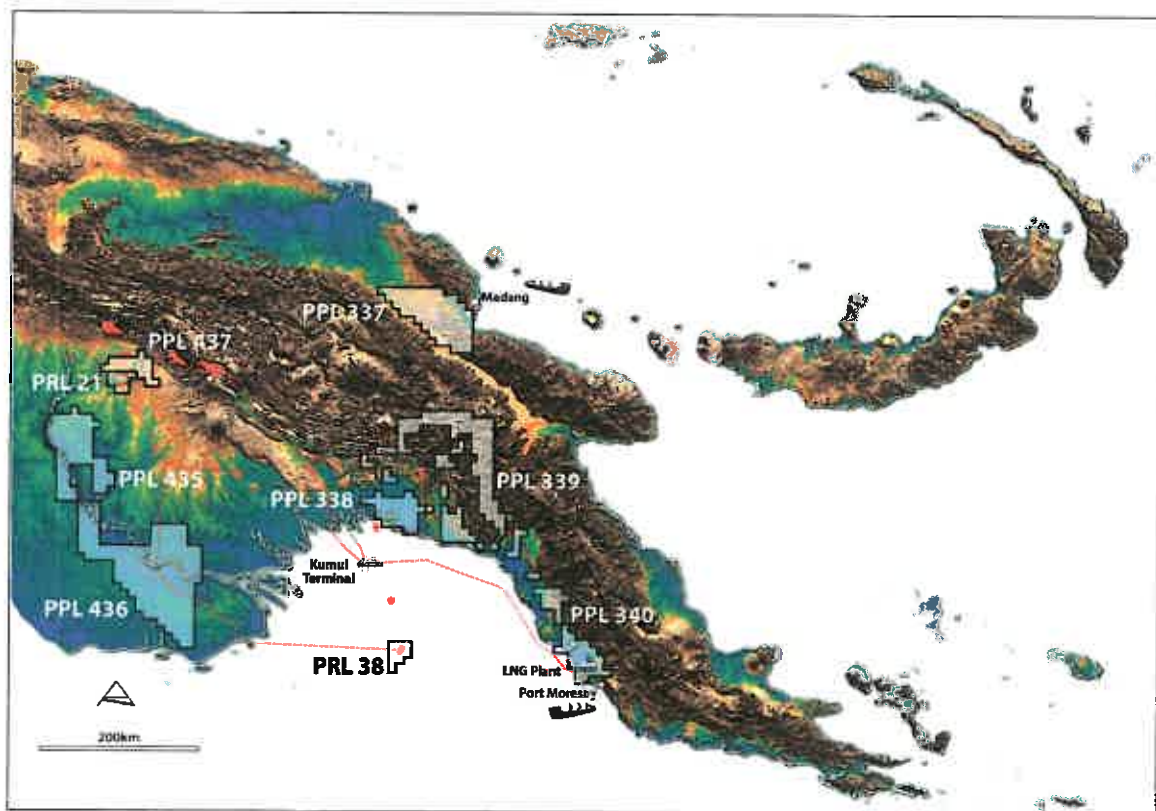 Madang
PPL 337
PPL 437
PRL 21
PPL 435
PPL 339
PPL 338
Kumul
Terminal
PPL 436
PPL 340
PRL 38
LNG Plant
Port Moresby
200km